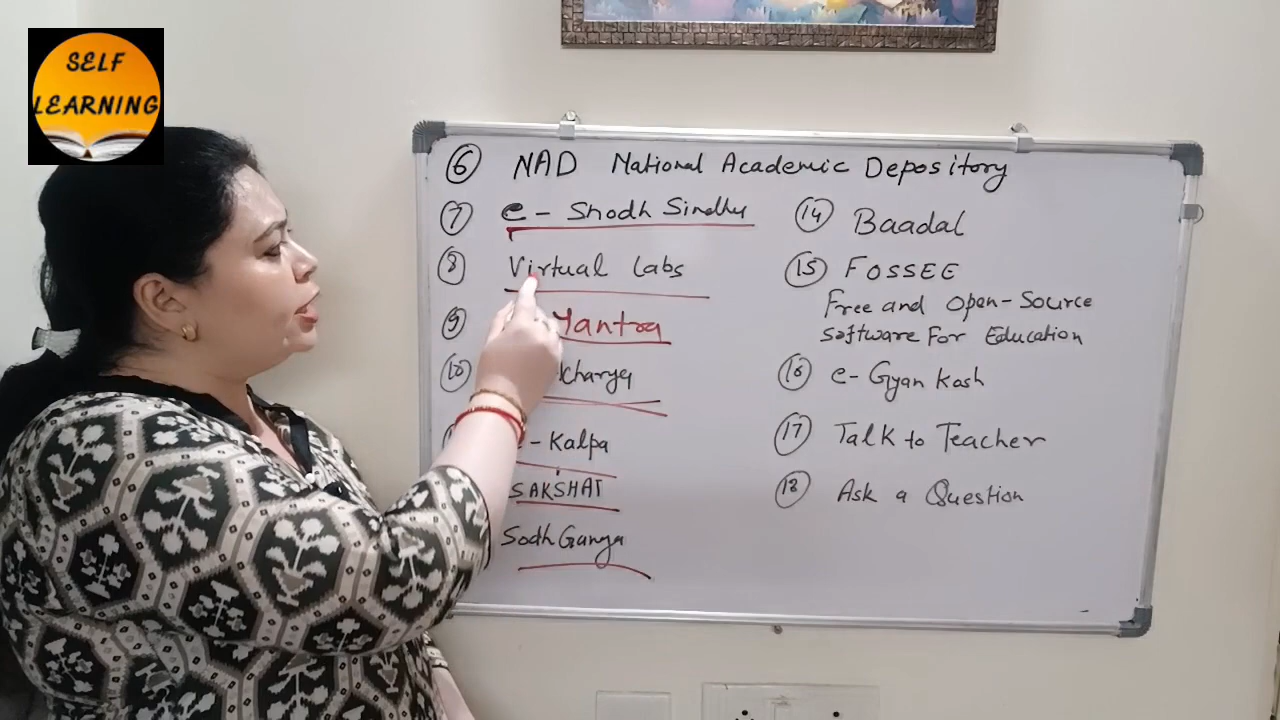 SELF
LEARNING
6 NAD National Academic Depository
7 e - Shodh Sindhu
8 Virtual Labs
9 Yantra
10 charya
e - Kalpa
SAKSHAT
SodhGanga
14 Baadal
15 FOSSEE
Free and Open-Source
Software For Education
16 e- Gyan Kosh
17 Talk to Teacher
18 Ask a Question